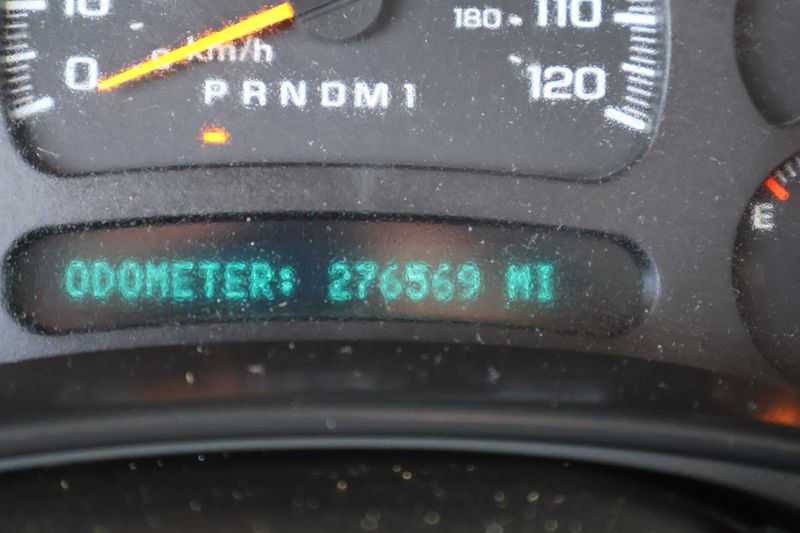 10
180 110
km/h
0 120
PRNDM1
E
ODOMETER: 276569 MI